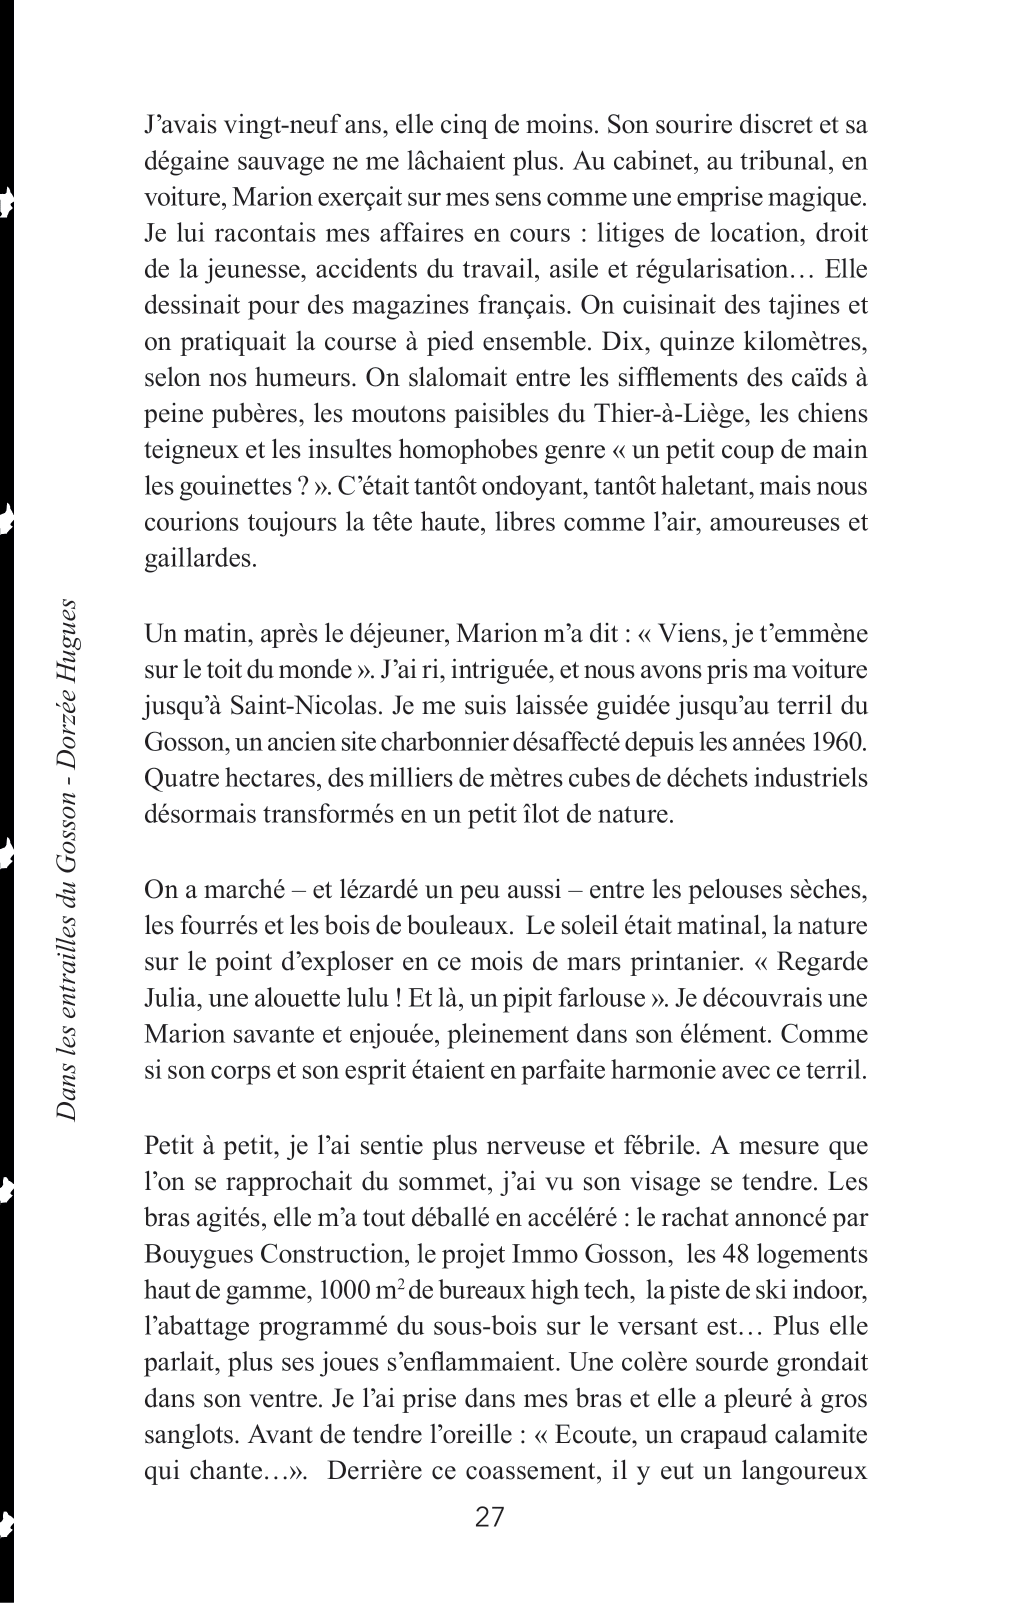 J’avais vingt-neuf ans, elle cinq de moins. Son sourire discret et sa
dégaine sauvage ne me lâchaient plus. Au cabinet, au tribunal, en
voiture, Marion exerçait sur mes sens comme une emprise magique.
Je lui racontais mes affaires en cours : litiges de location, droit
de la jeunesse, accidents du travail, asile et régularisation… Elle
dessinait pour des magazines français. On cuisinait des tajines et
on pratiquait la course à pied ensemble. Dix, quinze kilomètres,
selon nos humeurs. On slalomait entre les sifflements des caïds à
peine pubères, les moutons paisibles du Thier-à-Liège, les chiens
teigneux et les insultes homophobes genre « un petit coup de main
les gouinettes ? ». C’était tantôt ondoyant, tantôt haletant, mais nous
courions toujours la tête haute, libres comme l’air, amoureuses et
gaillardes.
Un matin, après le déjeuner, Marion m’a dit : « Viens, je t’emmène
sur le toit du monde ». J’ai ri, intriguée, et nous avons pris ma voiture
jusqu’à Saint-Nicolas. Je me suis laissée guidée jusqu’au terril du
Gosson, un ancien site charbonnier désaffecté depuis les années 1960.
Quatre hectares, des milliers de mètres cubes de déchets industriels
désormais transformés en un petit îlot de nature.
On a marché – et lézardé un peu aussi – entre les pelouses sèches,
les fourrés et les bois de bouleaux.  Le soleil était matinal, la nature
sur le point d’exploser en ce mois de mars printanier. « Regarde
Julia, une alouette lulu ! Et là, un pipit farlouse ». Je découvrais une
Marion savante et enjouée, pleinement dans son élément. Comme
si son corps et son esprit étaient en parfaite harmonie avec ce terril.
Petit à petit, je l’ai sentie plus nerveuse et fébrile. A mesure que
l’on se rapprochait du sommet, j’ai vu son visage se tendre. Les
bras agités, elle m’a tout déballé en accéléré : le rachat annoncé par
Bouygues Construction, le projet Immo Gosson,  les 48 logements
haut de gamme, 1000 m² de bureaux high tech,  la piste de ski indoor,
l’abattage programmé du sous-bois sur le versant est… Plus elle
parlait, plus ses joues s’enflammaient. Une colère sourde grondait
dans son ventre. Je l’ai prise dans mes bras et elle a pleuré à gros
sanglots. Avant de tendre l’oreille : « Ecoute, un crapaud calamite
qui chante…».  Derrière ce coassement, il y eut un langoureux
27
Dans les entrailles du Gosson - Dorzée Hugues